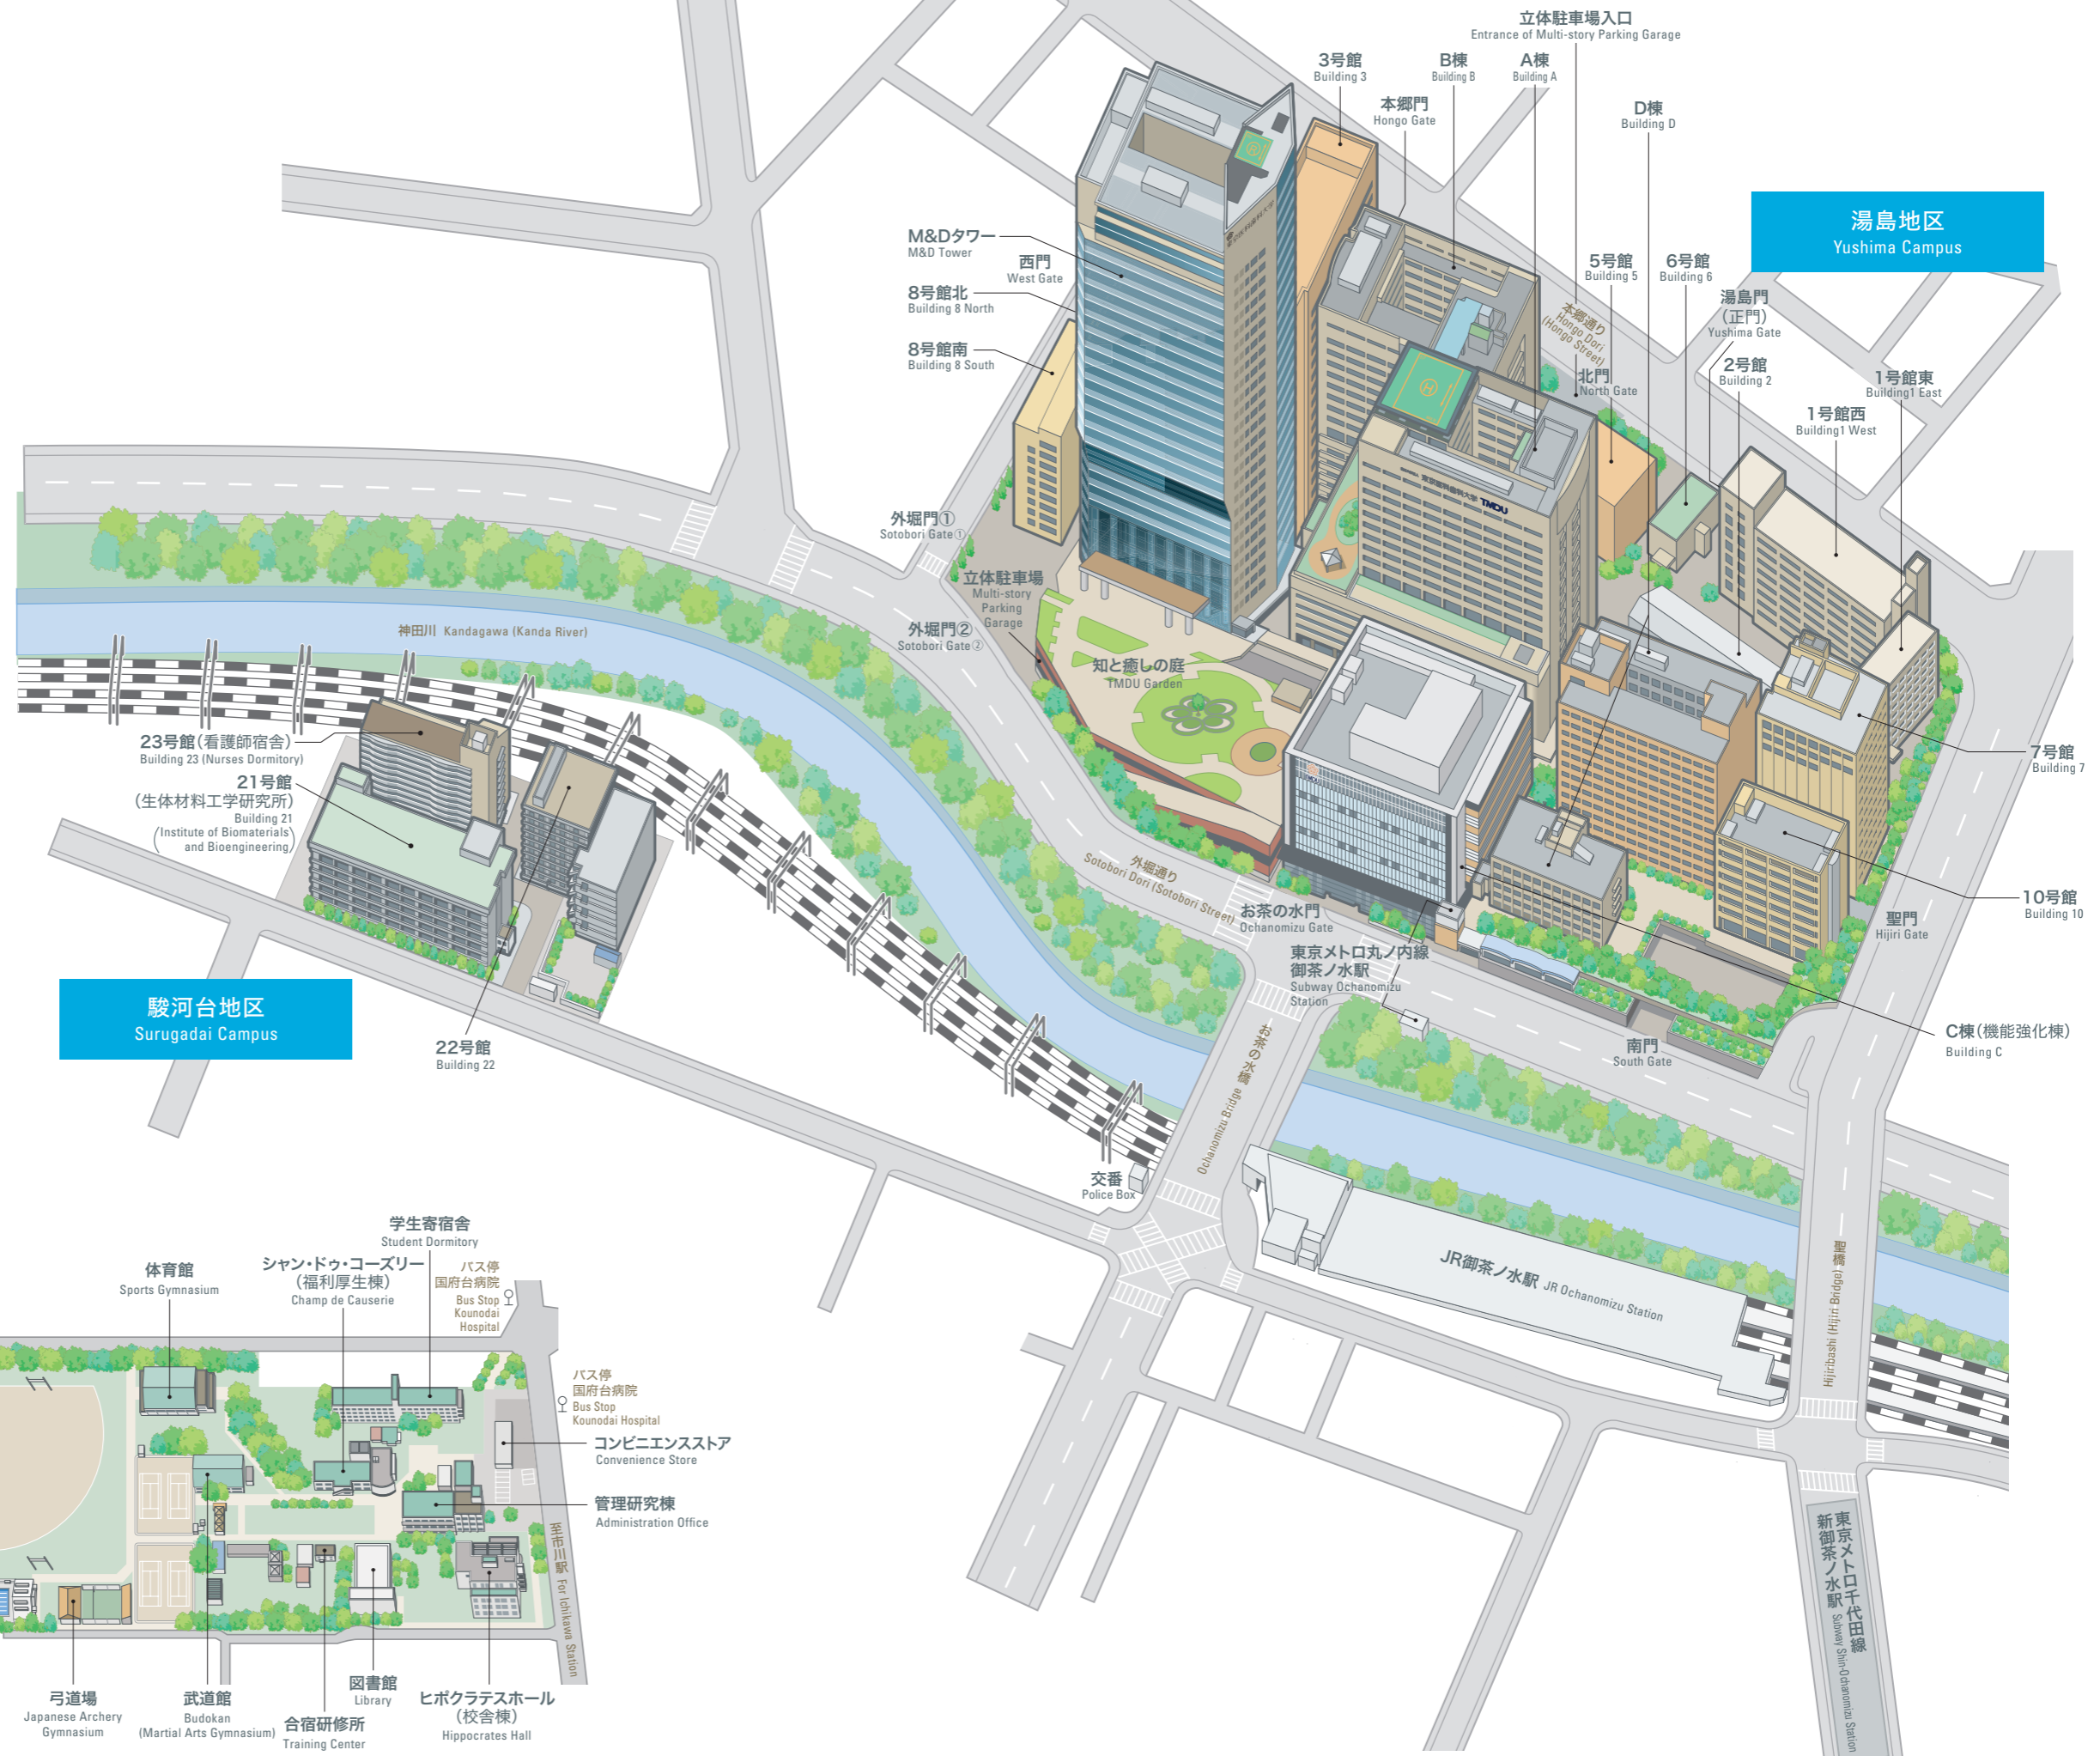 立体駐車場入口
Entrance of Multi-story Parking Garage
3号館
Building 3
B棟
Building B
A棟
Building A
本郷門
Hongo Gate
D棟
Building D
湯島地区
Yushima Campus
M&Dタワー
M&D Tower
西門
West Gate
8号館北
Building 8 North
8号館南
Building 8 South
5号館
Building 5
6号館
Building 6
湯島門
(正門)
Yushima Gate
本郷通り
Hongo Dori
(Hongo Street)
北門
North Gate
2号館
Building 2
1号館東
Building1 East
1号館西
Building1 West
TMDU
外堀門①
Sotobori Gate①
立体駐車場
Multi-story
Parking
Garage
外堀門②
Sotobori Gate②
神田川 Kandagawa (Kanda River)
知と癒しの庭
TMDU Garden
23号館(看護師宿舎)
Building 23 (Nurses Dormitory)
21号館
(生体材料工学研究所)
Building 21
(Institute of Biomaterials
and Bioengineering)
7号館
Building 7
10号館
Building 10
聖門
Hijiri Gate
外堀通り
Sotobori Dori (Sotobori Street)
お茶の水門
Ochanomizu Gate
東京メトロ丸ノ内線
御茶ノ水駅
Subway Ochanomizu
Station
駿河台地区
Surugadai Campus
22号館
Building 22
お茶の水橋
Ochanomizu Bridge
南門
South Gate
C棟(機能強化棟)
Building C
交番
Police Box
JR御茶ノ水駅 JR Ochanomizu Station
聖橋
Hijiribashi (Hijiri Bridge)
東京メトロ千代田線
新御茶ノ水駅 Subway Shin-Ochanomizu Station
学生寄宿舎
Student Dormitory
体育館
Sports Gymnasium
シャン・ドゥ・コーズリー
(福利厚生棟)
Champ de Causerie
バス停
国府台病院
Bus Stop
Kounodai
Hospital
バス停
国府台病院
Bus Stop
Kounodai Hospital
コンビニエンスストア
Convenience Store
管理研究棟
Administration Office
至市川駅 For Ichikawa Station
弓道場
Japanese Archery
Gymnasium
武道館
Budokan
(Martial Arts Gymnasium)
合宿研修所
Training Center
図書館
Library
ヒポクラテスホール
(校舎棟)
Hippocrates Hall